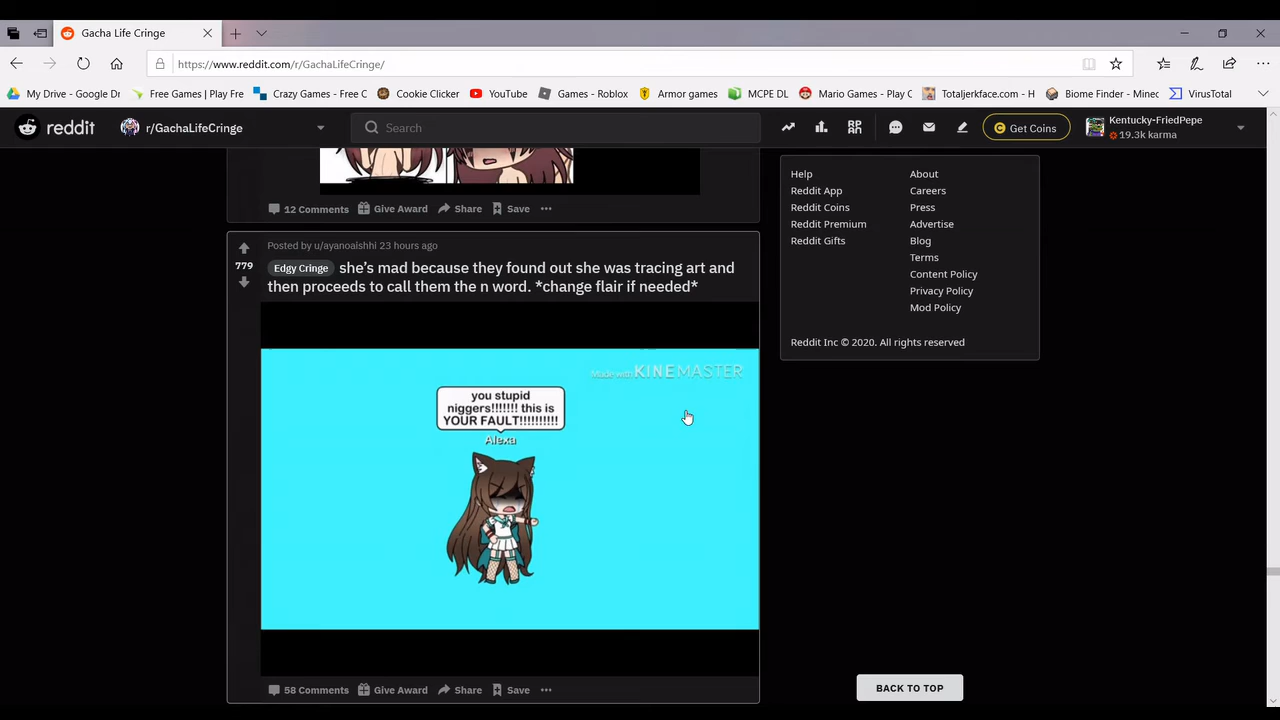 Gacha Life Cringe
https://www.reddit.com/r/GachaLifeCringe/
My Drive - Google Dr
Free Games | Play Fre
Crazy Games - Free C
Cookie Clicker
YouTube
Games - Roblox
Armor games
MCPE DL
Mario Games - Play C
Totaljerkface.com - H
Biome Finder - Minec
VirusTotal
reddit
r/GachaLifeCringe
Search
Get Coins
Kentucky-FriedPepe
19.3k karma
12 Comments
Give Award
Share
Save
Posted by u/ayanoaishhi 23 hours ago
779
Edgy Cringe she's mad because they found out she was tracing art and
then proceeds to call them the n word. *change flair if needed*
Made with KINEMASTER
you stupid
niggers!!!!!!! this is
YOUR FAULT!!!!!!!!!!
Alexa
58 Comments
Give Award
Share
Save
Help
About
Reddit App
Careers
Reddit Coins
Press
Reddit Premium
Advertise
Reddit Gifts
Blog
Terms
Content Policy
Privacy Policy
Mod Policy
Reddit Inc © 2020. All rights reserved
BACK TO TOP